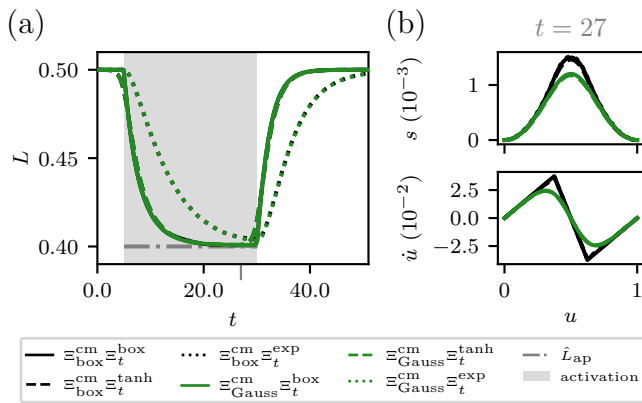 (a)
(b)
t = 27
0.50
0.45
0.40
L
0.0
20.0
40.0
t
1
0
s (10⁻³)
2.5
0.0
−2.5
u̇ (10⁻²)
0
1
u
Ξ^cm_box Ξ^box_t
Ξ^cm_box Ξ^exp_t
Ξ^cm_Gauss Ξ^tanh_t
L̂_ap
Ξ^cm_box Ξ^tanh_t
Ξ^cm_Gauss Ξ^box_t
Ξ^cm_Gauss Ξ^exp_t
activation